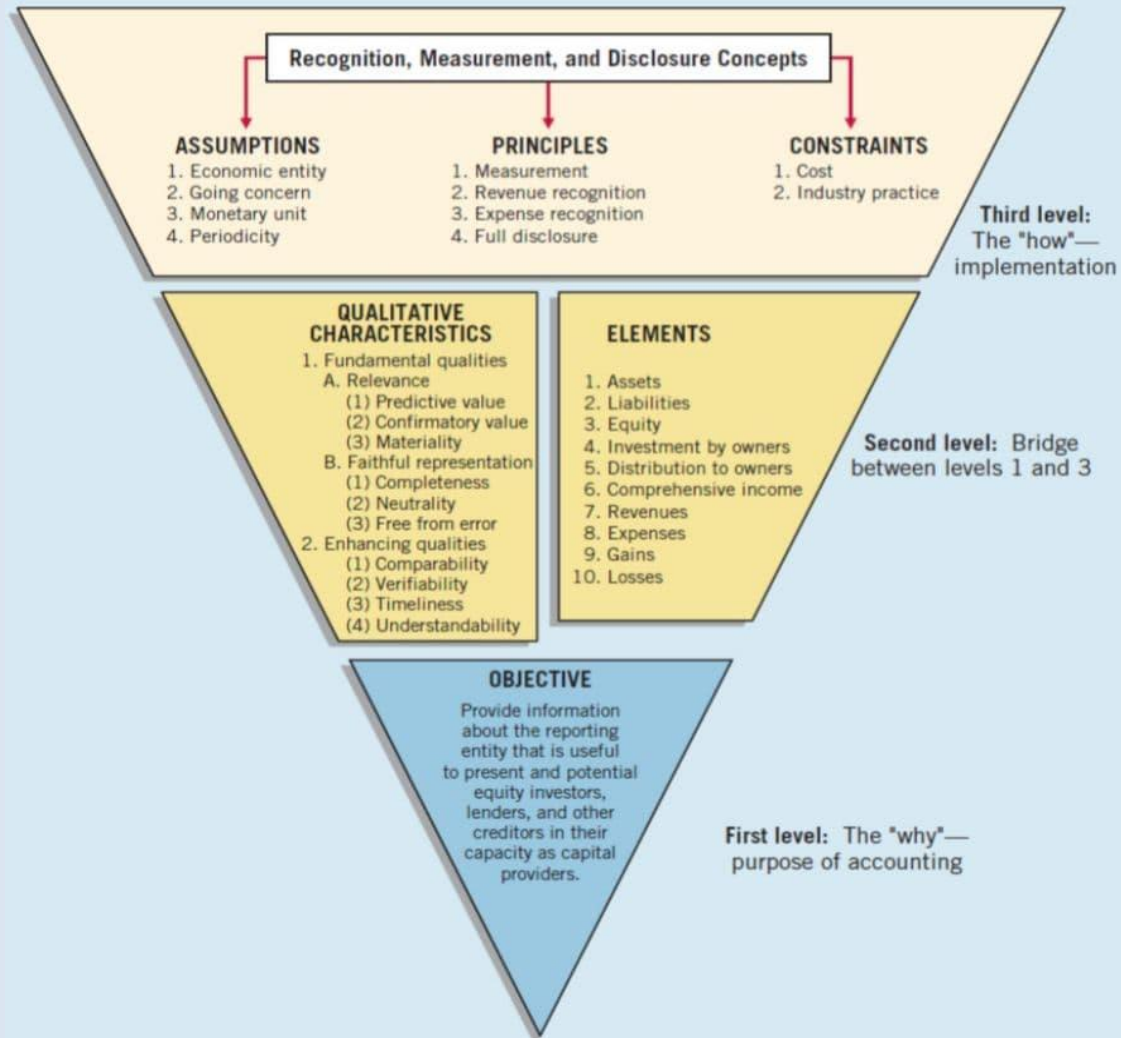 Recognition, Measurement, and Disclosure Concepts
ASSUMPTIONS
1. Economic entity
2. Going concern
3. Monetary unit
4. Periodicity
PRINCIPLES
1. Measurement
2. Revenue recognition
3. Expense recognition
4. Full disclosure
CONSTRAINTS
1. Cost
2. Industry practice
Third level:
The "how"—
implementation
QUALITATIVE
CHARACTERISTICS
1. Fundamental qualities
A. Relevance
(1) Predictive value
(2) Confirmatory value
(3) Materiality
B. Faithful representation
(1) Completeness
(2) Neutrality
(3) Free from error
2. Enhancing qualities
(1) Comparability
(2) Verifiability
(3) Timeliness
(4) Understandability
ELEMENTS
1. Assets
2. Liabilities
3. Equity
4. Investment by owners
5. Distribution to owners
6. Comprehensive income
7. Revenues
8. Expenses
9. Gains
10. Losses
Second level: Bridge
between levels 1 and 3
OBJECTIVE
Provide information
about the reporting
entity that is useful
to present and potential
equity investors,
lenders, and other
creditors in their
capacity as capital
providers.
First level: The "why"—
purpose of accounting